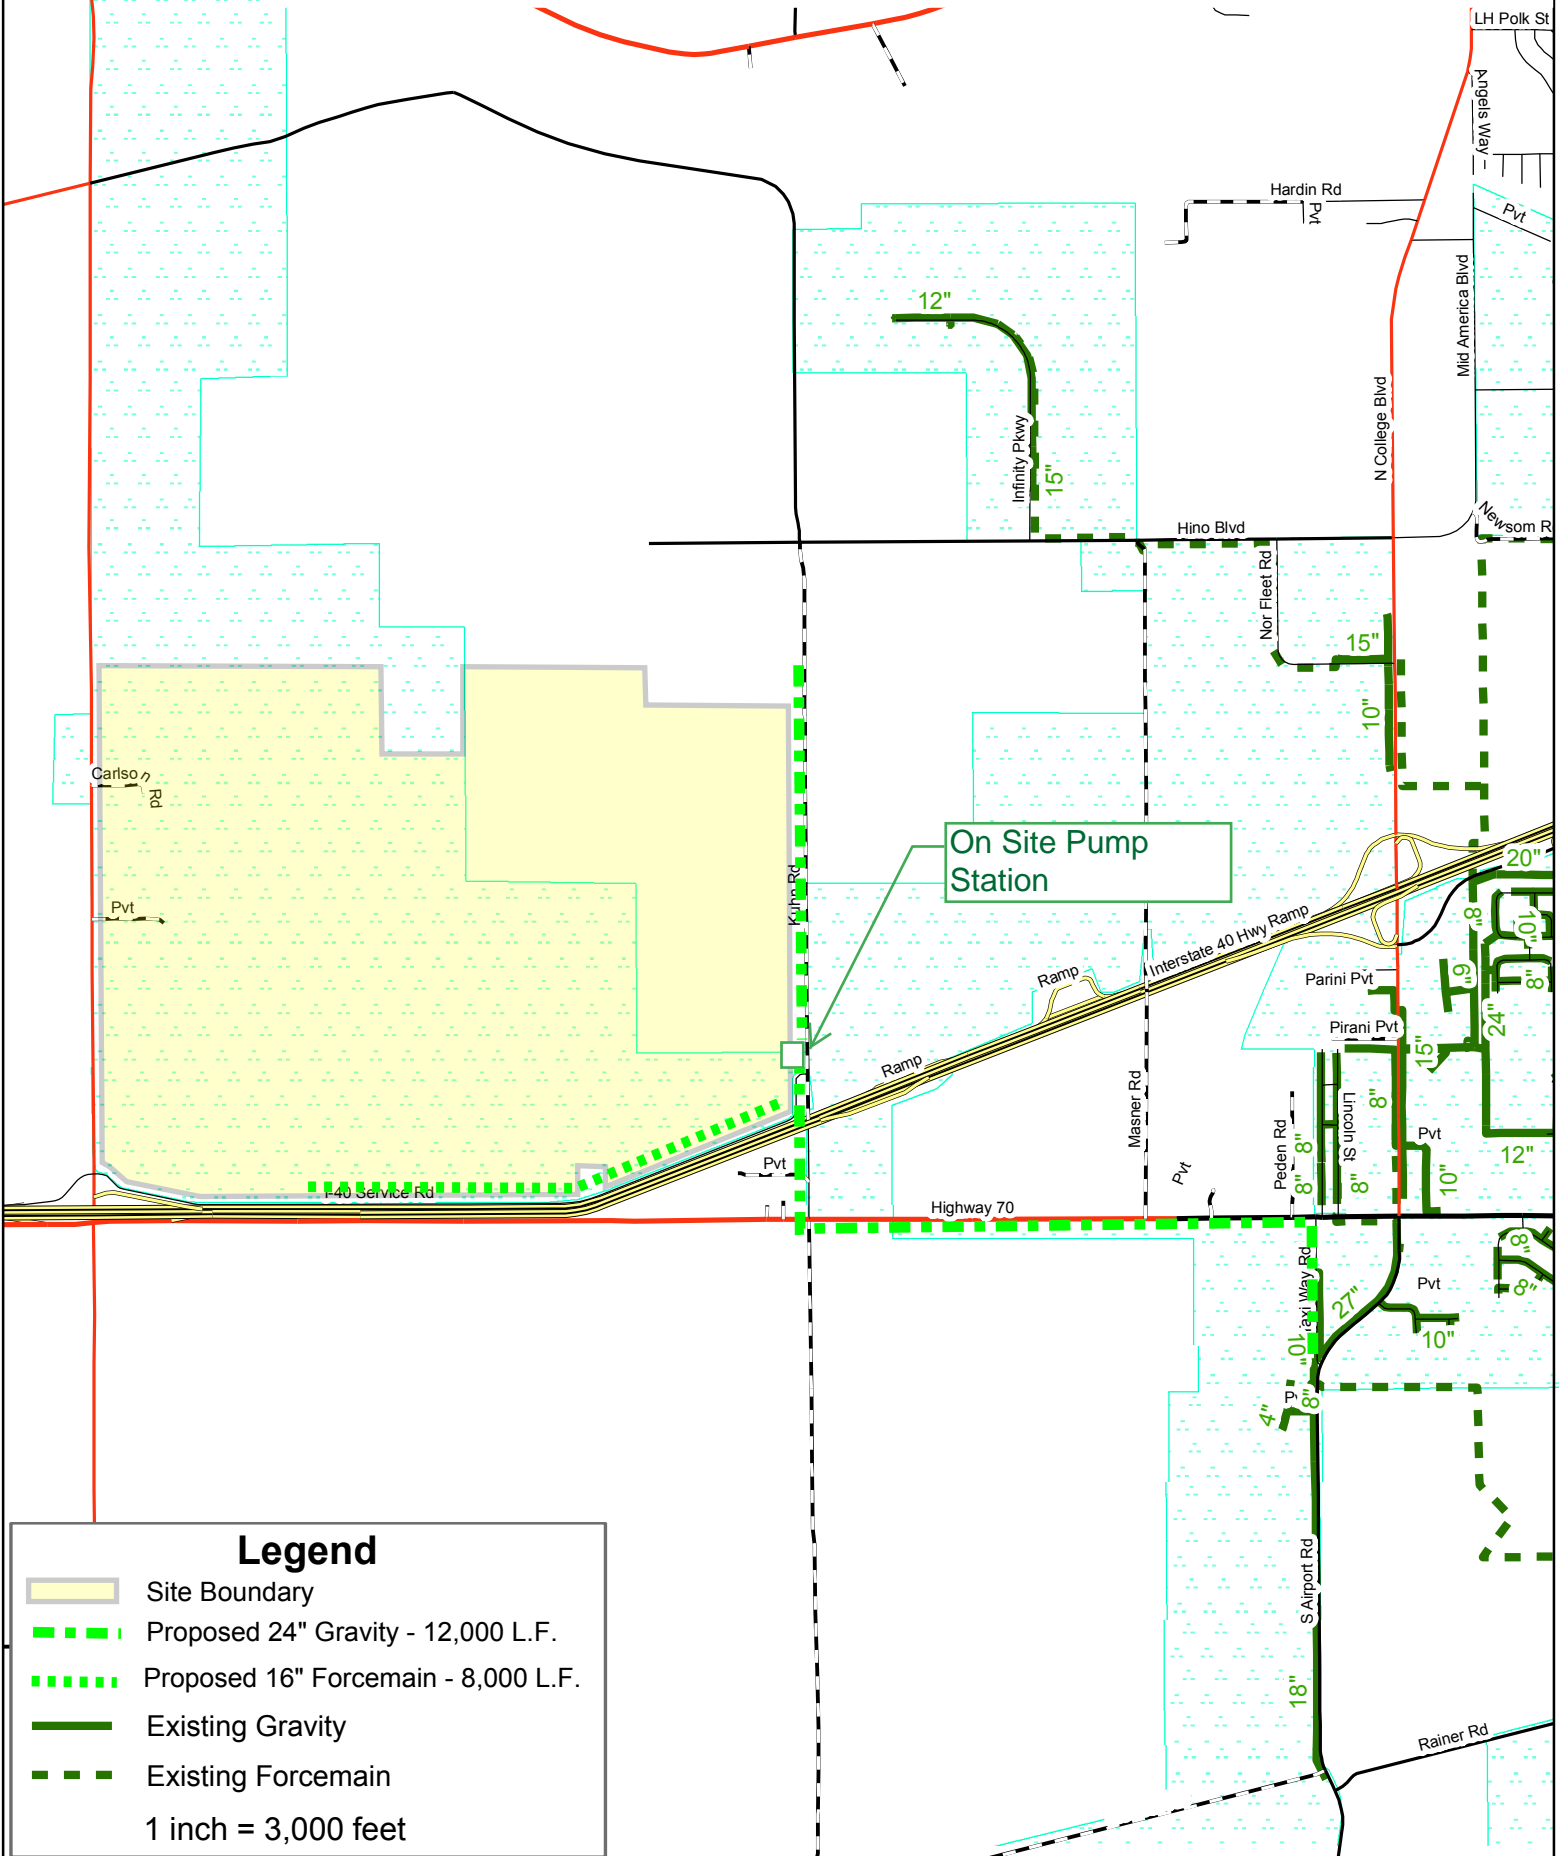 LH Polk St
Angels Way
Hardin Rd
Pvt
Pvt
Mid America Blvd
12"
N College Blvd
Infinity Pkwy
15"
Hino Blvd
Newsom R
Nor Fleet Rd
15"
10"
Carlson Rd
On Site Pump
Station
20"
Kuhn Rd
Pvt
8"
10"
Interstate 40 Hwy
Ramp
Ramp
Parini Pvt
6"
8"
24"
Pirani Pvt
15"
Ramp
Masner Rd
Peden Rd
Lincoln St
8"
8"
Pvt
12"
Pvt
Pvt
8"
8"
10"
I-40 Service Rd
Highway 70
8"
axi Way Rd
27"
Pvt
8"
10"
10"
P
8"
4"
S Airport Rd
18"
Rainer Rd
Legend
Site Boundary
Proposed 24" Gravity - 12,000 L.F.
Proposed 16" Forcemain - 8,000 L.F.
Existing Gravity
Existing Forcemain
1 inch = 3,000 feet